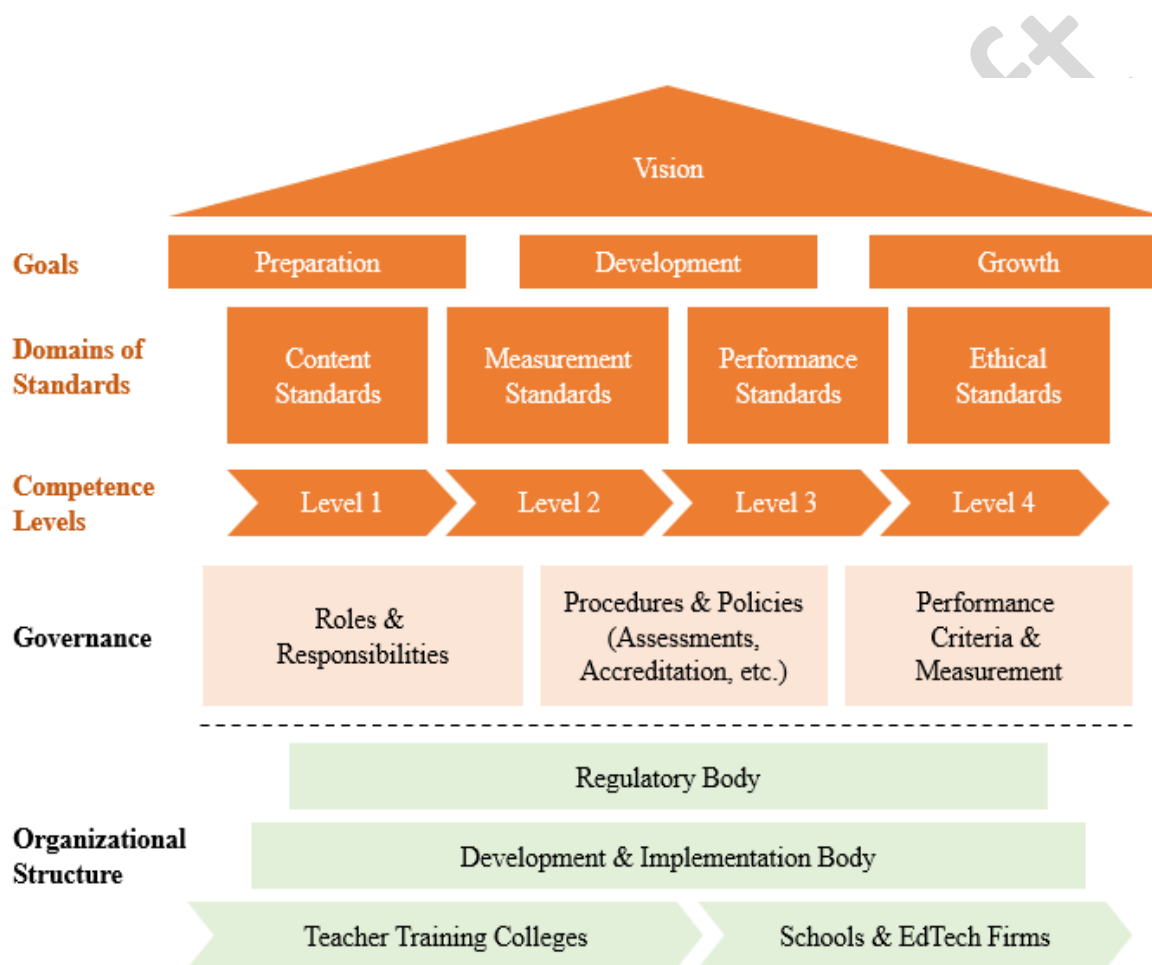 Vision
Goals
Preparation
Development
Growth
Domains of
Standards
Content
Standards
Measurement
Standards
Performance
Standards
Ethical
Standards
Competence
Levels
Level 1
Level 2
Level 3
Level 4
Governance
Roles &
Responsibilities
Procedures & Policies
(Assessments,
Accreditation, etc.)
Performance
Criteria &
Measurement
Organizational
Structure
Regulatory Body
Development & Implementation Body
Teacher Training Colleges
Schools & EdTech Firms